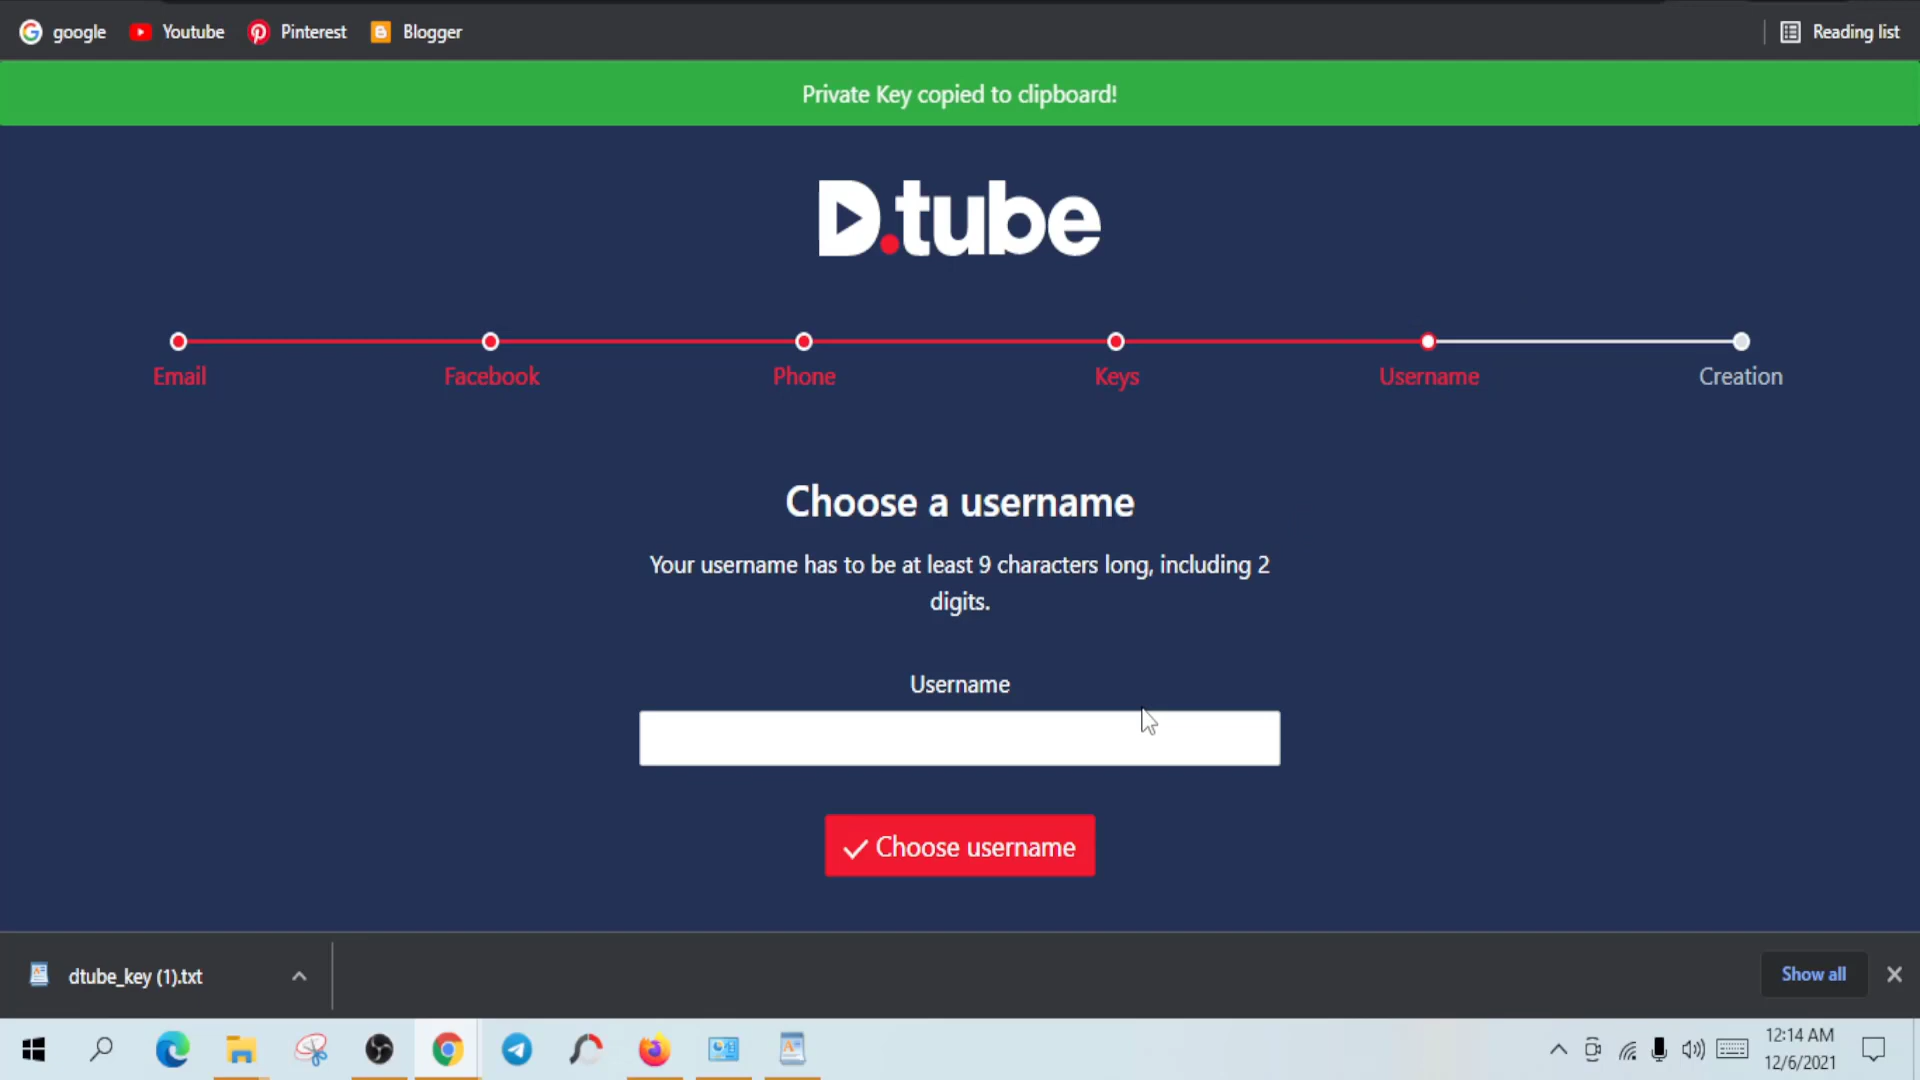 google Youtube Pinterest Blogger Reading list
Private Key copied to clipboard!
D.tube
Email Facebook Phone Keys Username Creation
Choose a username
Your username has to be at least 9 characters long, including 2
digits.
Username
Choose username
dtube_key (1).txt Show all
12:14 AM
12/6/2021